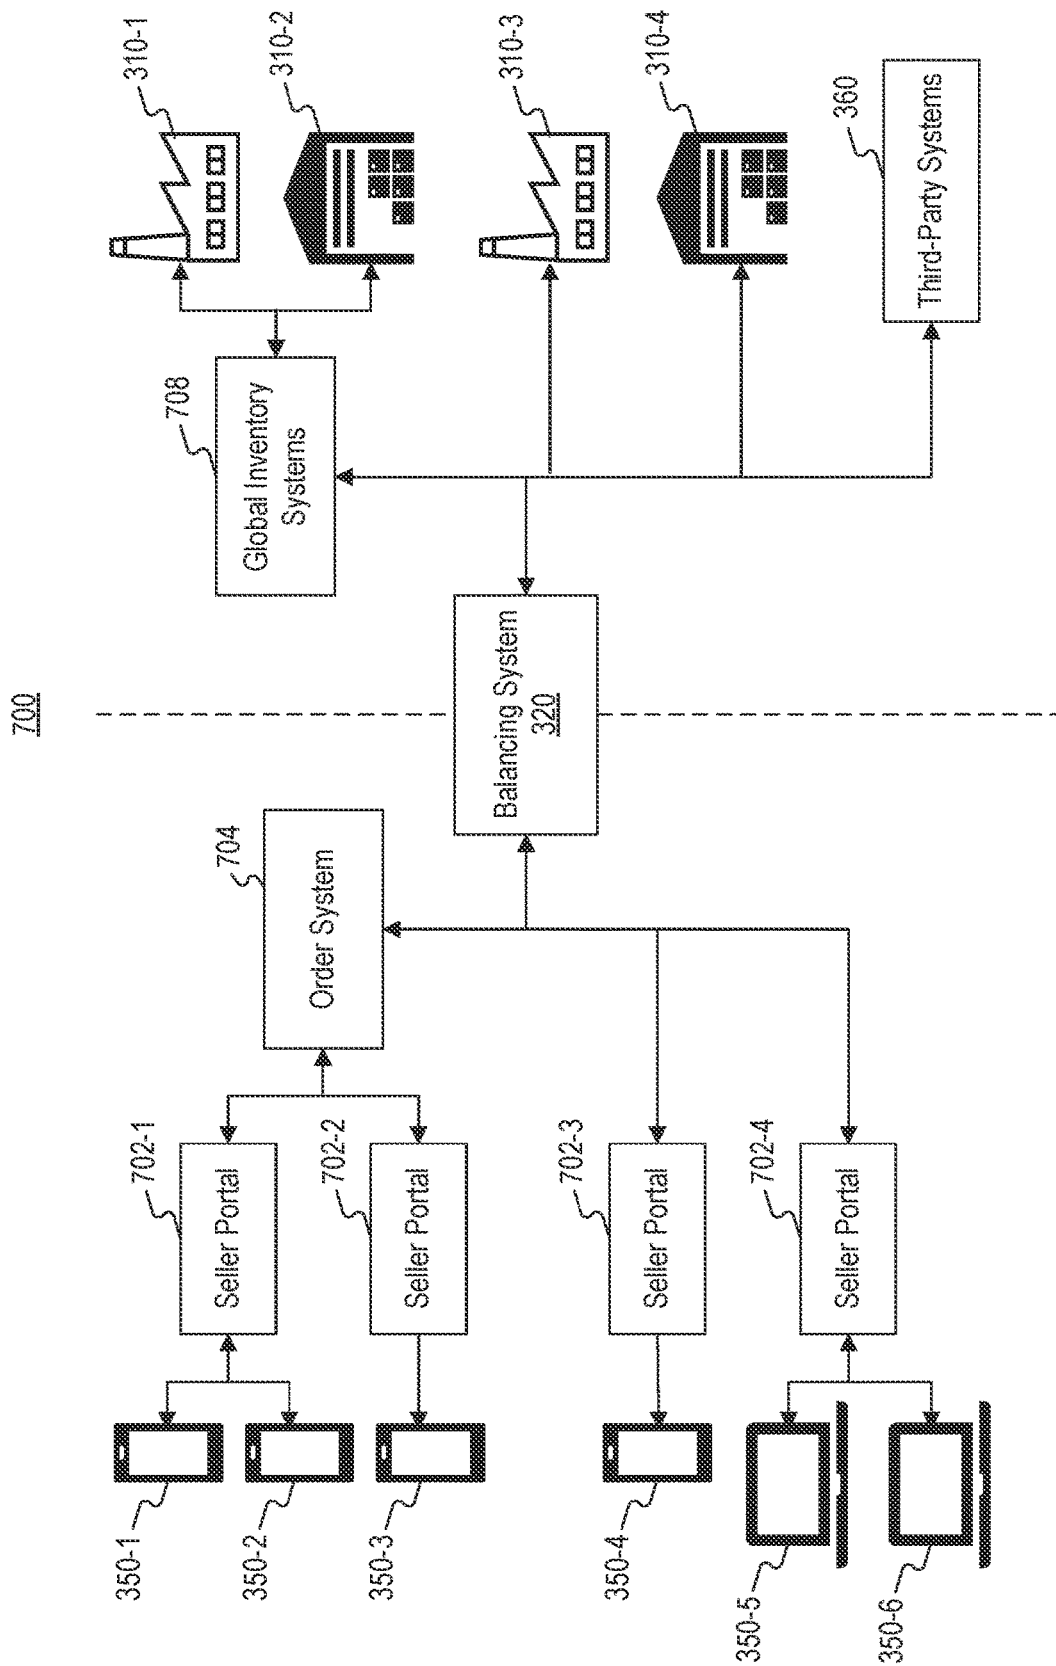 700
350-1
350-2
350-3
350-4
350-5
350-6
702-1
Seller Portal
702-2
Seller Portal
702-3
Seller Portal
702-4
Seller Portal
704
Order System
Balancing System
320
708
Global Inventory
Systems
310-1
310-2
310-3
310-4
360
Third-Party Systems